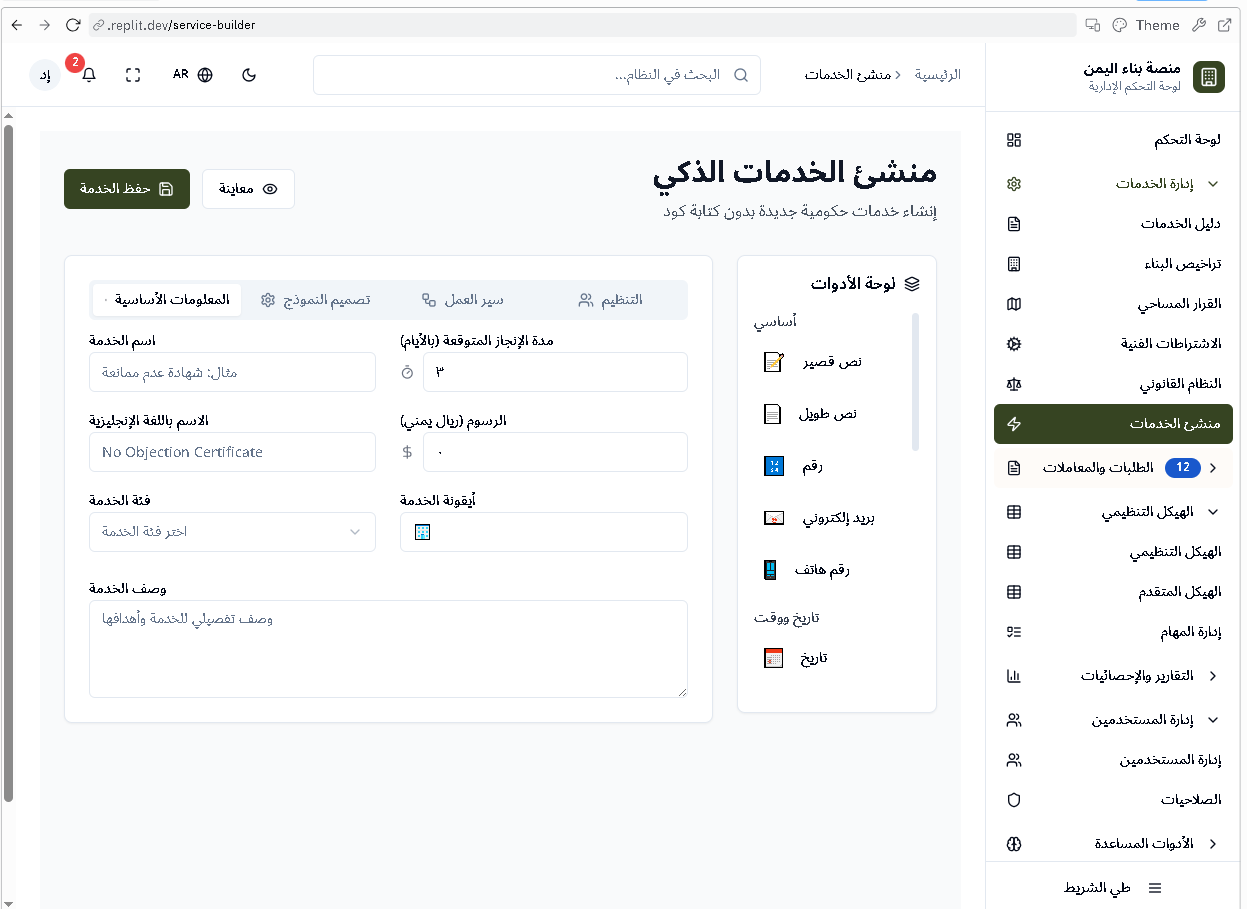 .replit.dev/service-builder
Theme
منصة بناء اليمن
لوحة التحكم الإدارية
الرئيسية
منشئ الخدمات
البحث في النظام...
AR
2
إد
لوحة التحكم
إدارة الخدمات
دليل الخدمات
تراخيص البناء
القرار المساحي
الاشتراطات الفنية
النظام القانوني
منشئ الخدمات
الطلبات والمعاملات
12
الهيكل التنظيمي
الهيكل التنظيمي
الهيكل المتقدم
إدارة المهام
التقارير والإحصائيات
إدارة المستخدمين
إدارة المستخدمين
الصلاحيات
الأدوات المساعدة
طي الشريط
منشئ الخدمات الذكي
إنشاء خدمات حكومية جديدة بدون كتابة كود
معاينة
حفظ الخدمة
لوحة الأدوات
أساسي
نص قصير
نص طويل
رقم
بريد إلكتروني
رقم هاتف
تاريخ ووقت
تاريخ
المعلومات الأساسية
تصميم النموذج
سير العمل
التنظيم
مدة الإنجاز المتوقعة (بالأيام)
٣
اسم الخدمة
مثال: شهادة عدم ممانعة
الرسوم (ريال يمني)
$
٠
الاسم باللغة الإنجليزية
No Objection Certificate
أيقونة الخدمة
فئة الخدمة
اختر فئة الخدمة
وصف الخدمة
وصف تفصيلي للخدمة وأهدافها